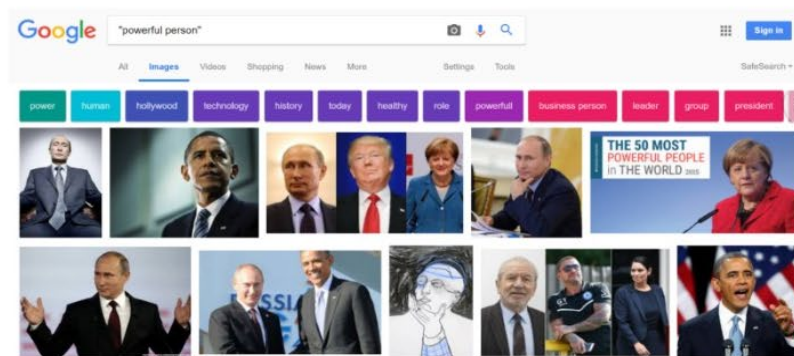 Google "powerful person" Sign in
All Images Videos Shopping News More Settings Tools SafeSearch
power human hollywood technology history today healthy role powerfull business person leader group president
THE 50 MOST
POWERFUL PEOPLE
in THE WORLD 2015
RUSSIA